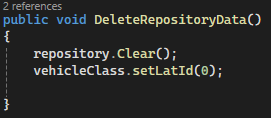 2 references
public void DeleteRepositoryData()
{
repository.Clear();
vehicleClass.setLatId(0);
}